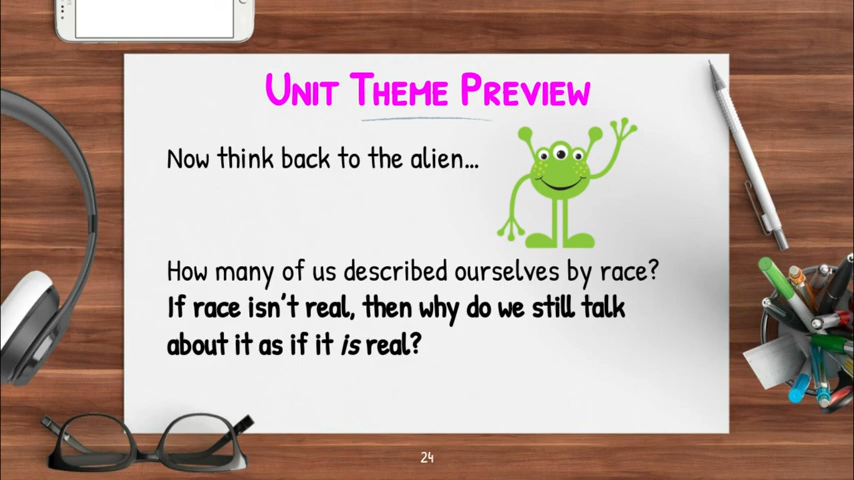 Unit Theme Preview
Now think back to the alien...
How many of us described ourselves by race?
If race isn't real, then why do we still talk
about it as if it is real?
24